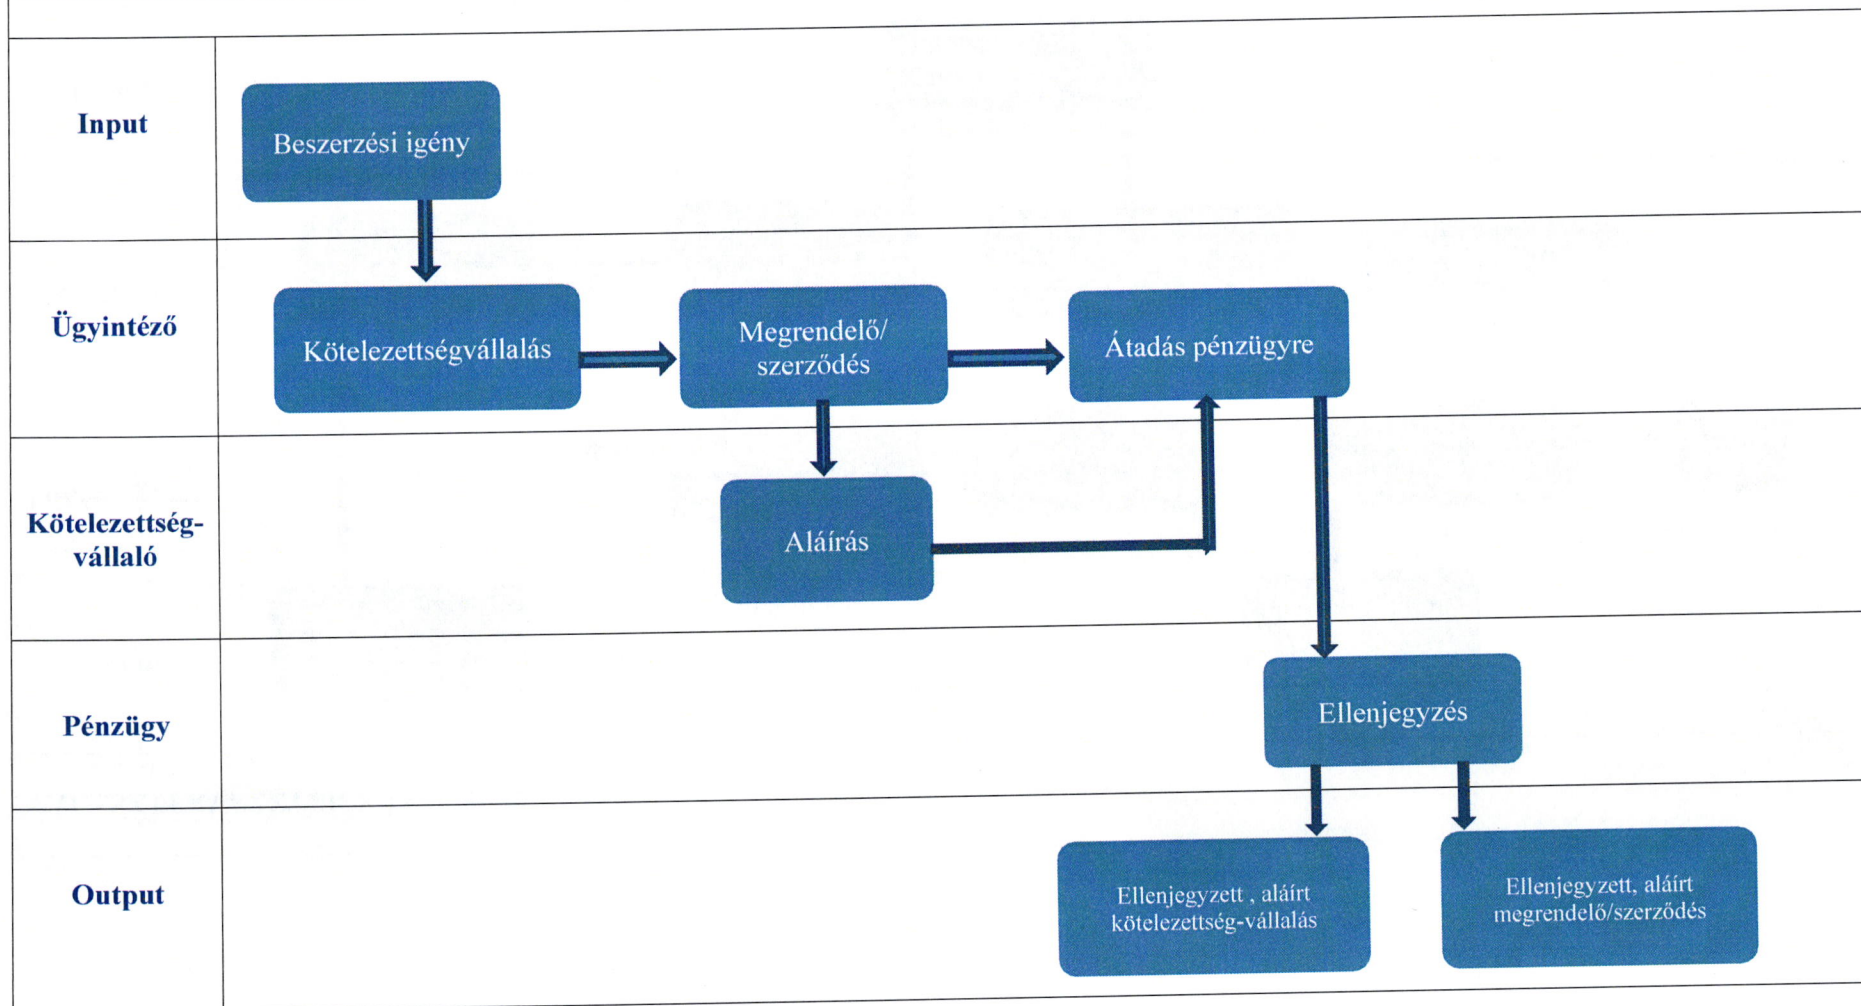 Input
Beszerzési igény
Ügyintéző
Kötelezettségvállalás
Megrendelő/
szerződés
Átadás pénzügyre
Kötelezettség-
vállaló
Aláírás
Pénzügy
Ellenjegyzés
Output
Ellenjegyzett , aláírt
kötelezettség-vállalás
Ellenjegyzett, aláírt
megrendelő/szerződés